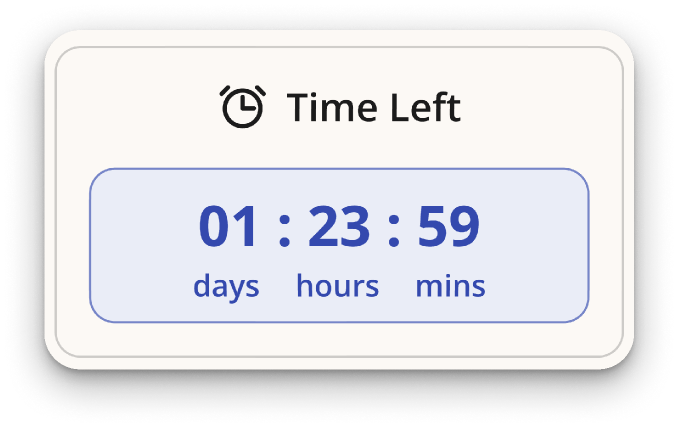 Time Left
01 : 23 : 59
days hours mins